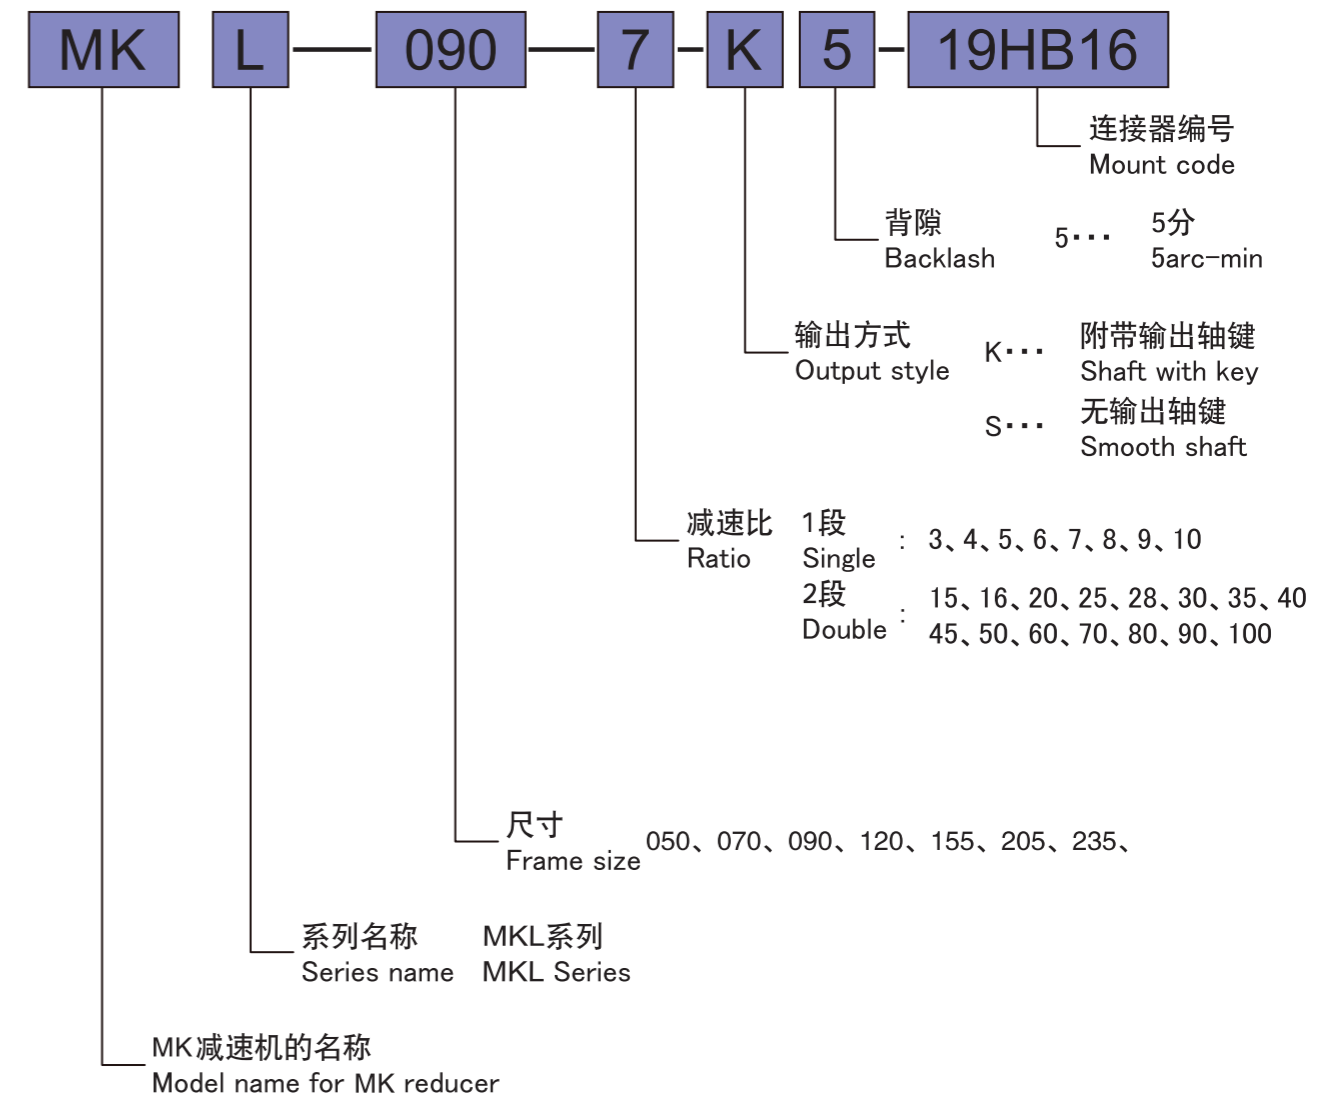 MK L 090 7 K 5 19HB16
连接器编号
Mount code
背隙
Backlash
5···
5分
5arc-min
输出方式
Output style
K···
附带输出轴键
Shaft with key
S···
无输出轴键
Smooth shaft
减速比
Ratio
1段
Single
: 3、4、5、6、7、8、9、10
2段
Double
: 15、16、20、25、28、30、35、40
45、50、60、70、80、90、100
尺寸
Frame size
050、070、090、120、155、205、235、
系列名称
Series name
MKL系列
MKL Series
MK减速机的名称
Model name for MK reducer